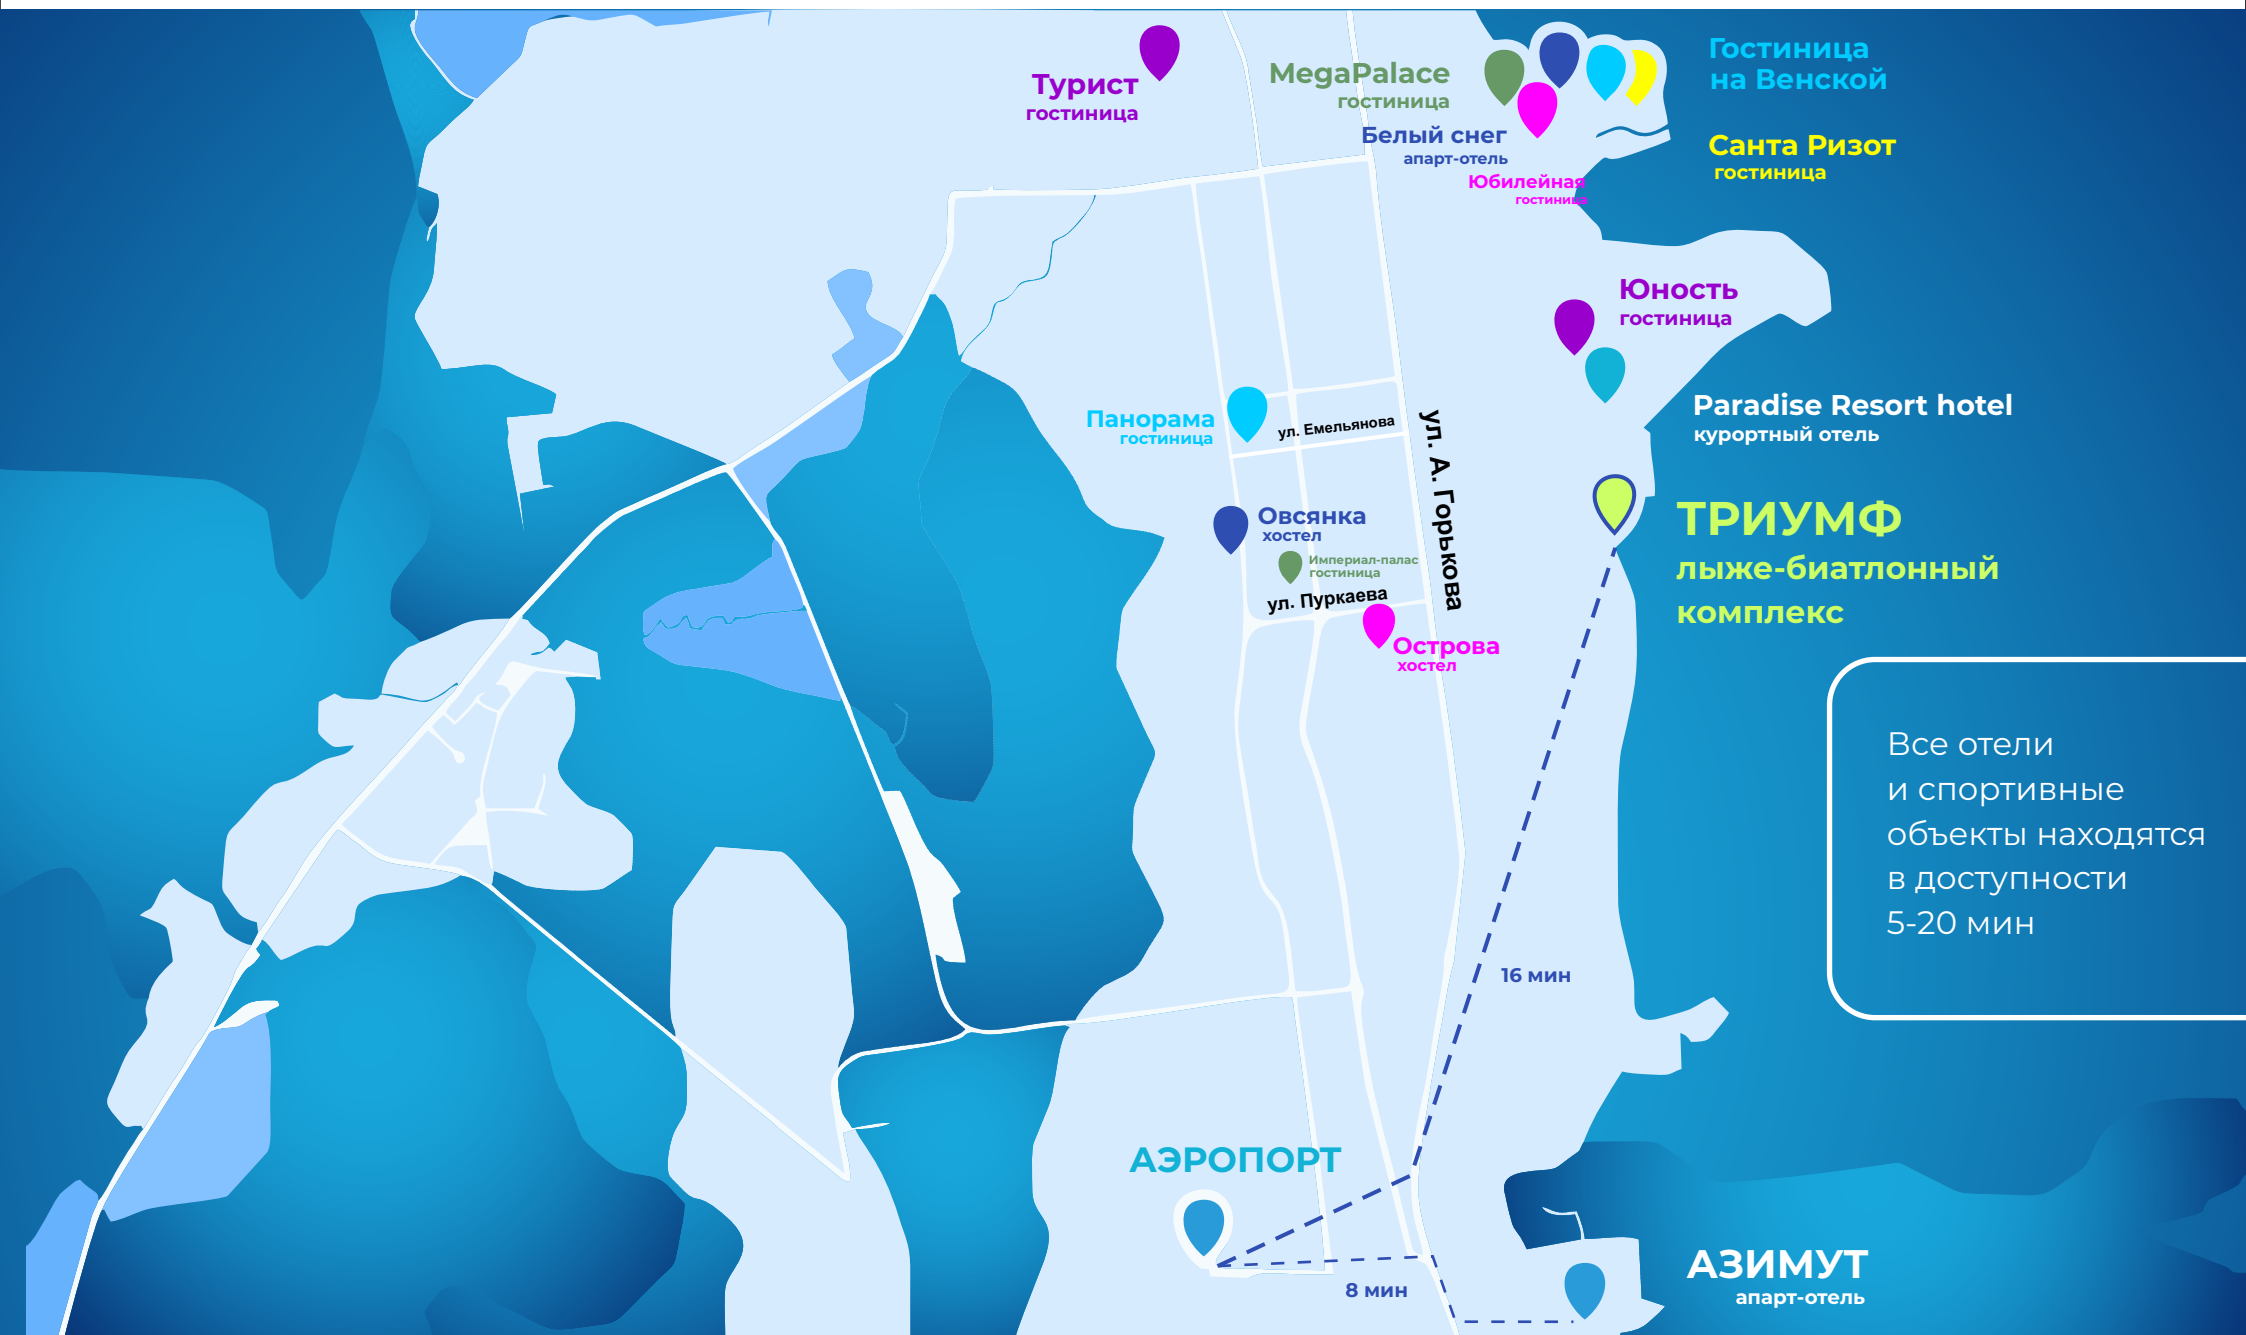 Турист
гостиница
MegaPalace
гостиница
Белый снег
апарт-отель
Юбилейная
гостиница
Гостиница
на Венской
Санта Ризот
гостиница
Юность
гостиница
Paradise Resort hotel
курортный отель
Панорама
гостиница
ул. Емельянова
ул. А. Горькова
Овсянка
хостел
Империал-палас
гостиница
ул. Пуркаева
Острова
хостел
ТРИУМФ
лыже-биатлонный
комплекс
Все отели
и спортивные
объекты находятся
в доступности
5-20 мин
16 мин
АЭРОПОРТ
8 мин
АЗИМУТ
апарт-отель